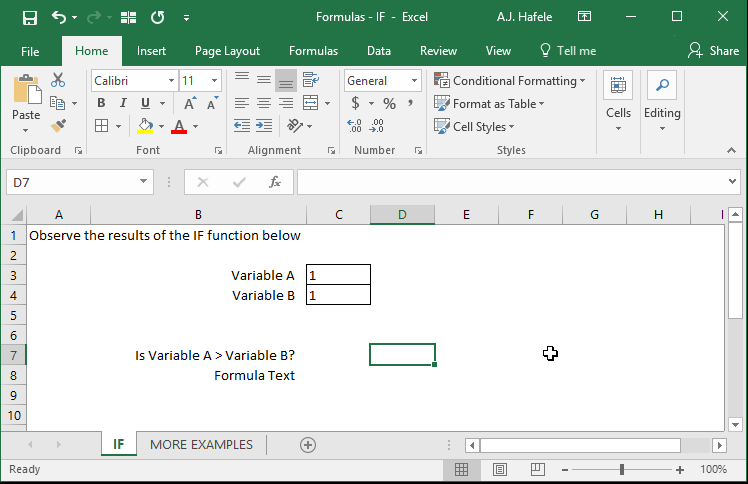 Formulas - IF - Excel A.J. Hafele
File Home Insert Page Layout Formulas Data Review View Tell me Share
Calibri 11 General Conditional Formatting
Paste B I U A A $ % , Format as Table Cells Editing
A .00 .00 Cell Styles
Clipboard Font Alignment Number Styles
D7 fx
A B C D E F G H I
1 Observe the results of the IF function below
2
3 Variable A 1
4 Variable B 1
5
6
7 Is Variable A > Variable B?
8 Formula Text
9
10
IF MORE EXAMPLES
Ready 100%